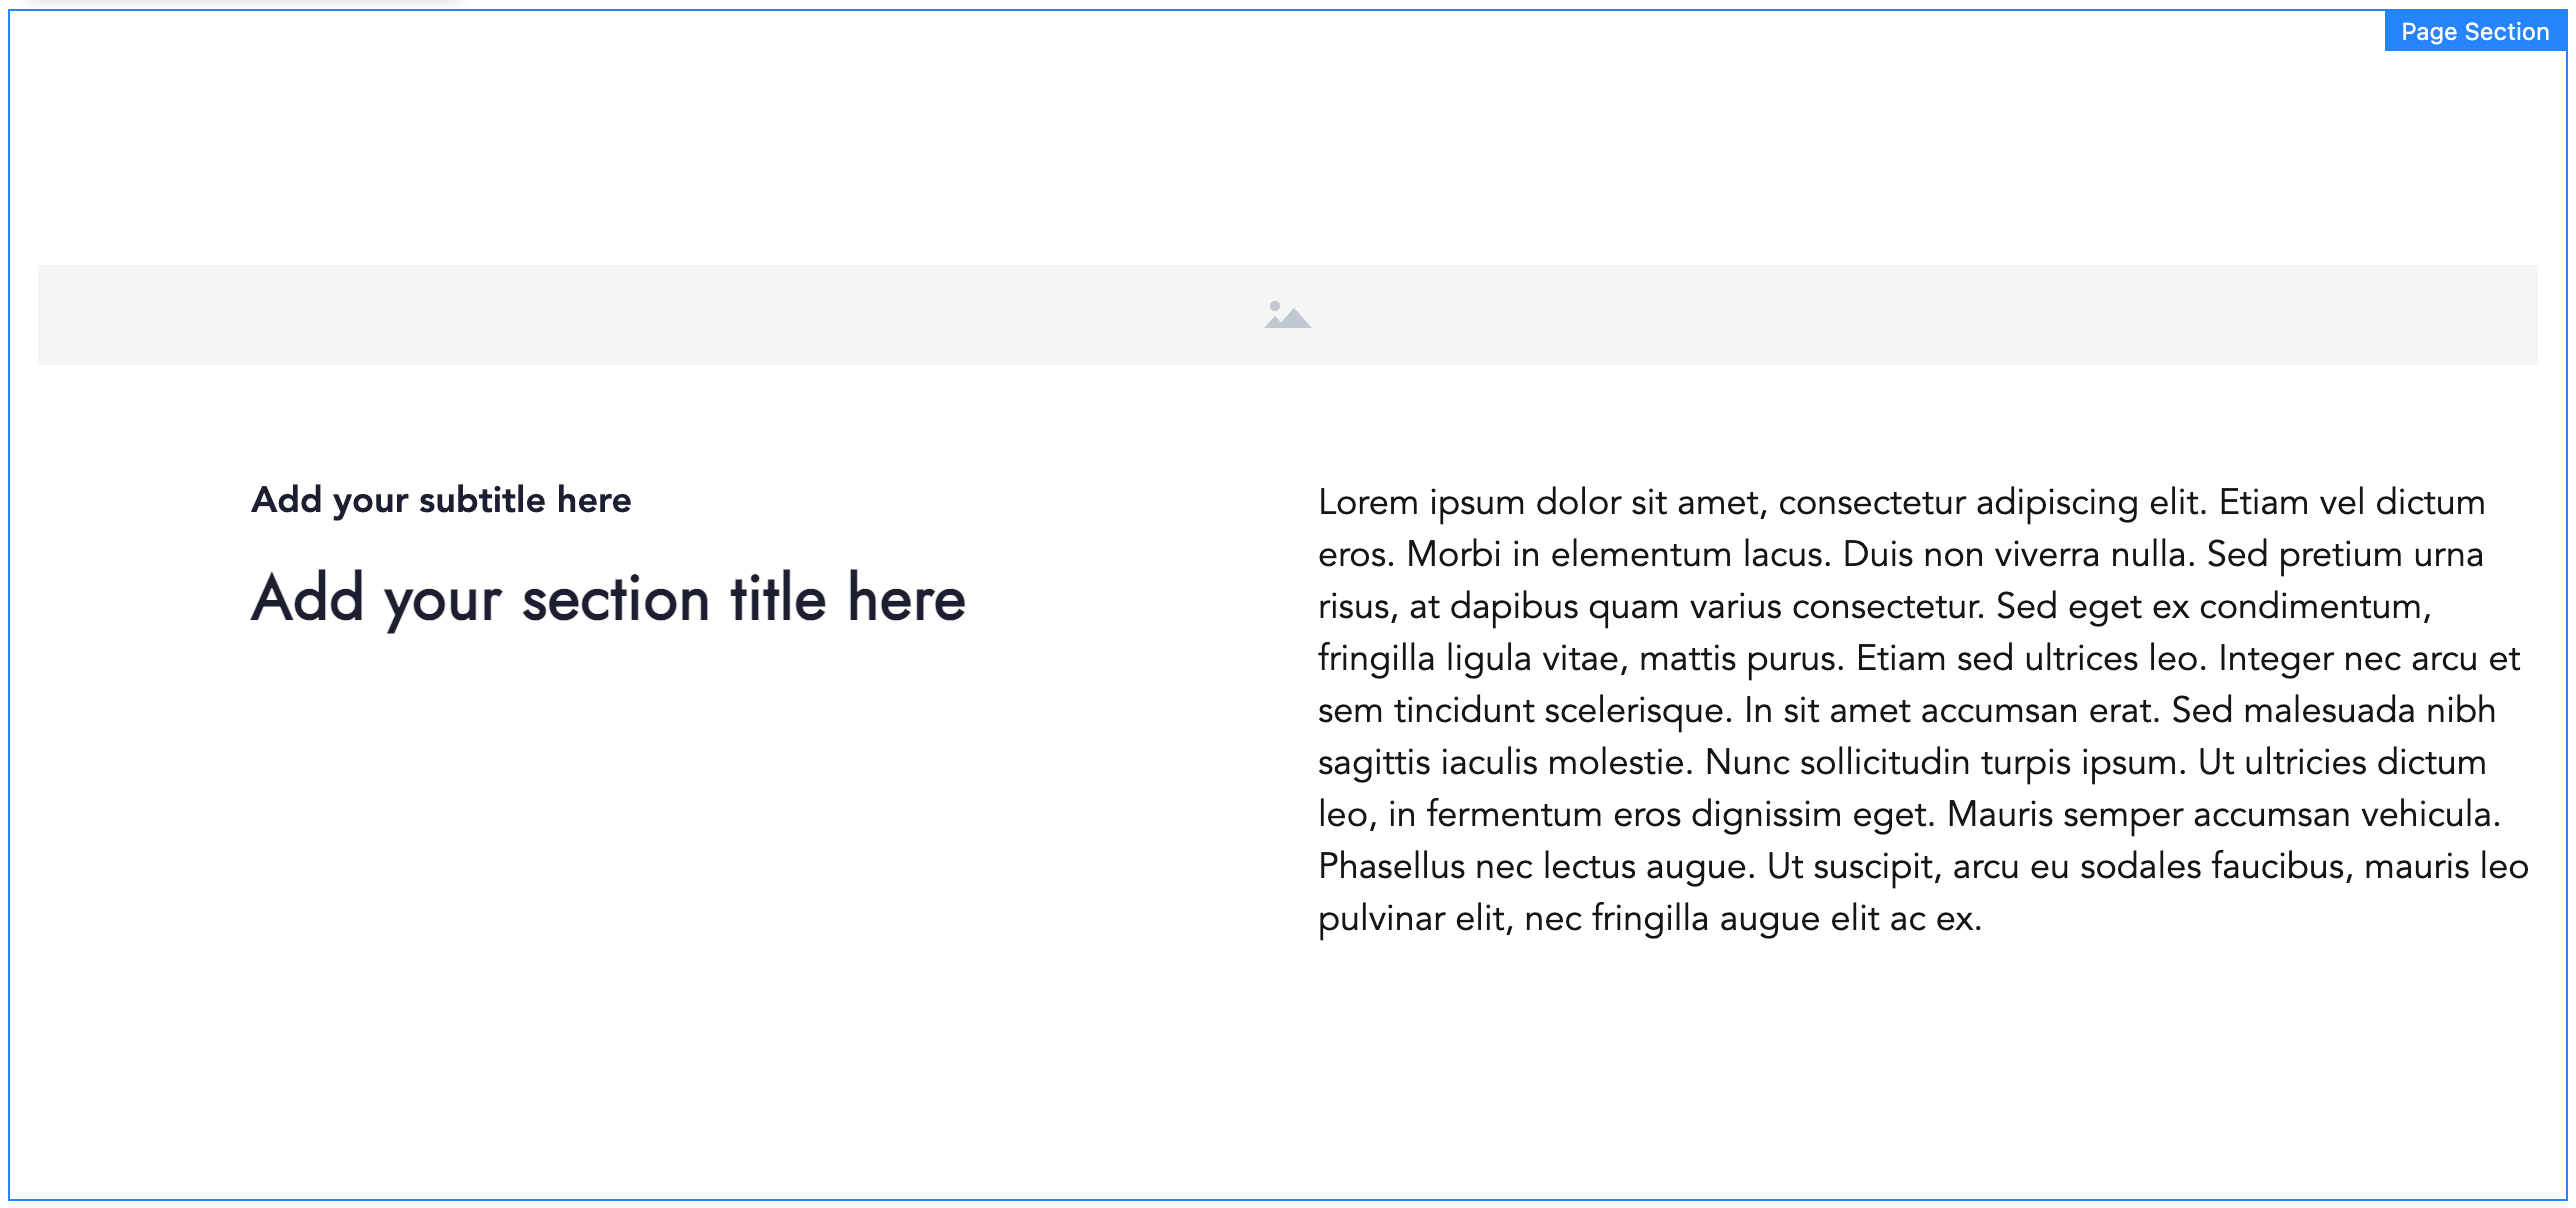 Page Section
Add your subtitle here
Add your section title here
Lorem ipsum dolor sit amet, consectetur adipiscing elit. Etiam vel dictum
eros. Morbi in elementum lacus. Duis non viverra nulla. Sed pretium urna
risus, at dapibus quam varius consectetur. Sed eget ex condimentum,
fringilla ligula vitae, mattis purus. Etiam sed ultrices leo. Integer nec arcu et
sem tincidunt scelerisque. In sit amet accumsan erat. Sed malesuada nibh
sagittis iaculis molestie. Nunc sollicitudin turpis ipsum. Ut ultricies dictum
leo, in fermentum eros dignissim eget. Mauris semper accumsan vehicula.
Phasellus nec lectus augue. Ut suscipit, arcu eu sodales faucibus, mauris leo
pulvinar elit, nec fringilla augue elit ac ex.